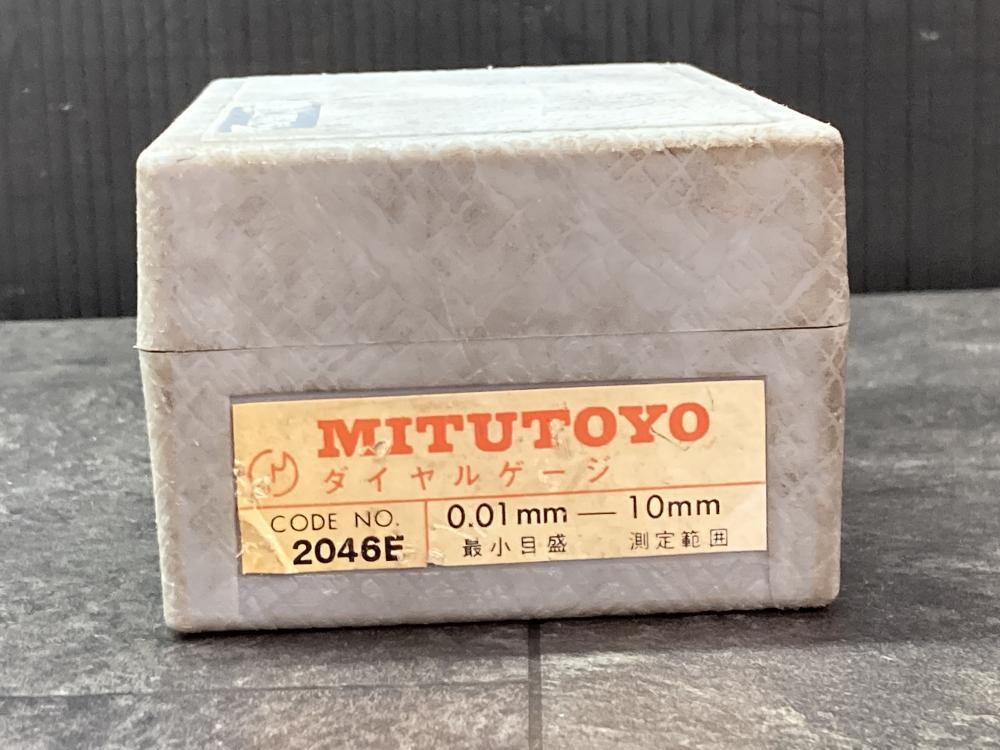 MITUTOYO
ダイヤルゲージ
CODE NO.
2046E
0.01mm — 10mm
最小目盛 測定範囲